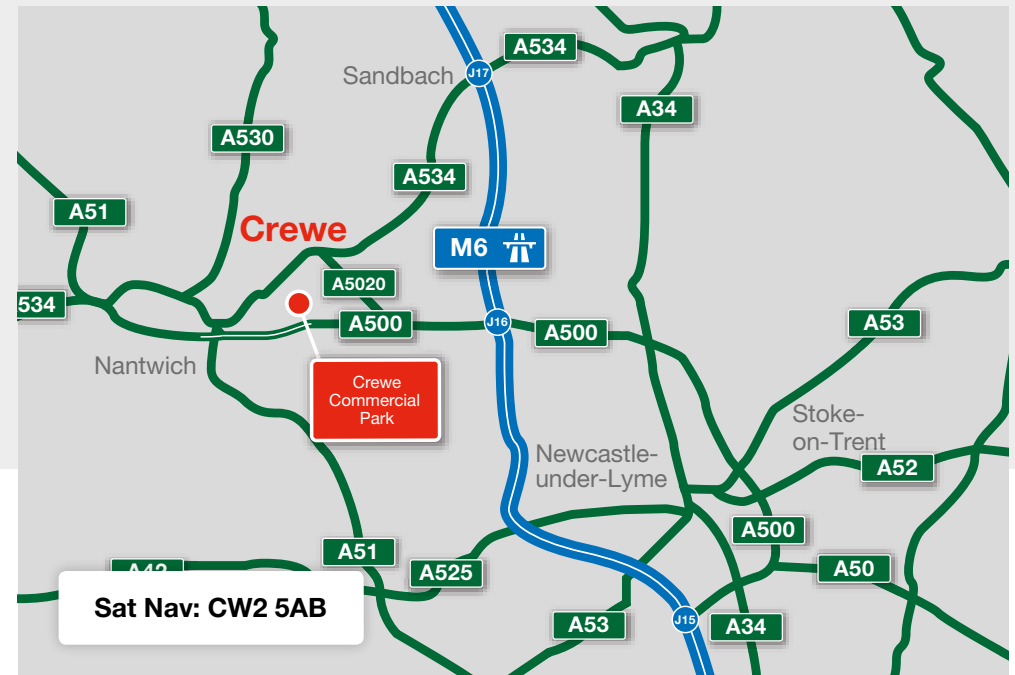 A534
J17
Sandbach
A34
A530
A534
A51
Crewe
M6
A5020
534
A500
J16
A500
A53
Nantwich
Crewe
Commercial
Park
Stoke-
on-Trent
Newcastle-
under-Lyme
A52
A500
A51
A525
A50
Sat Nav: CW2 5AB
A53
J15
A34